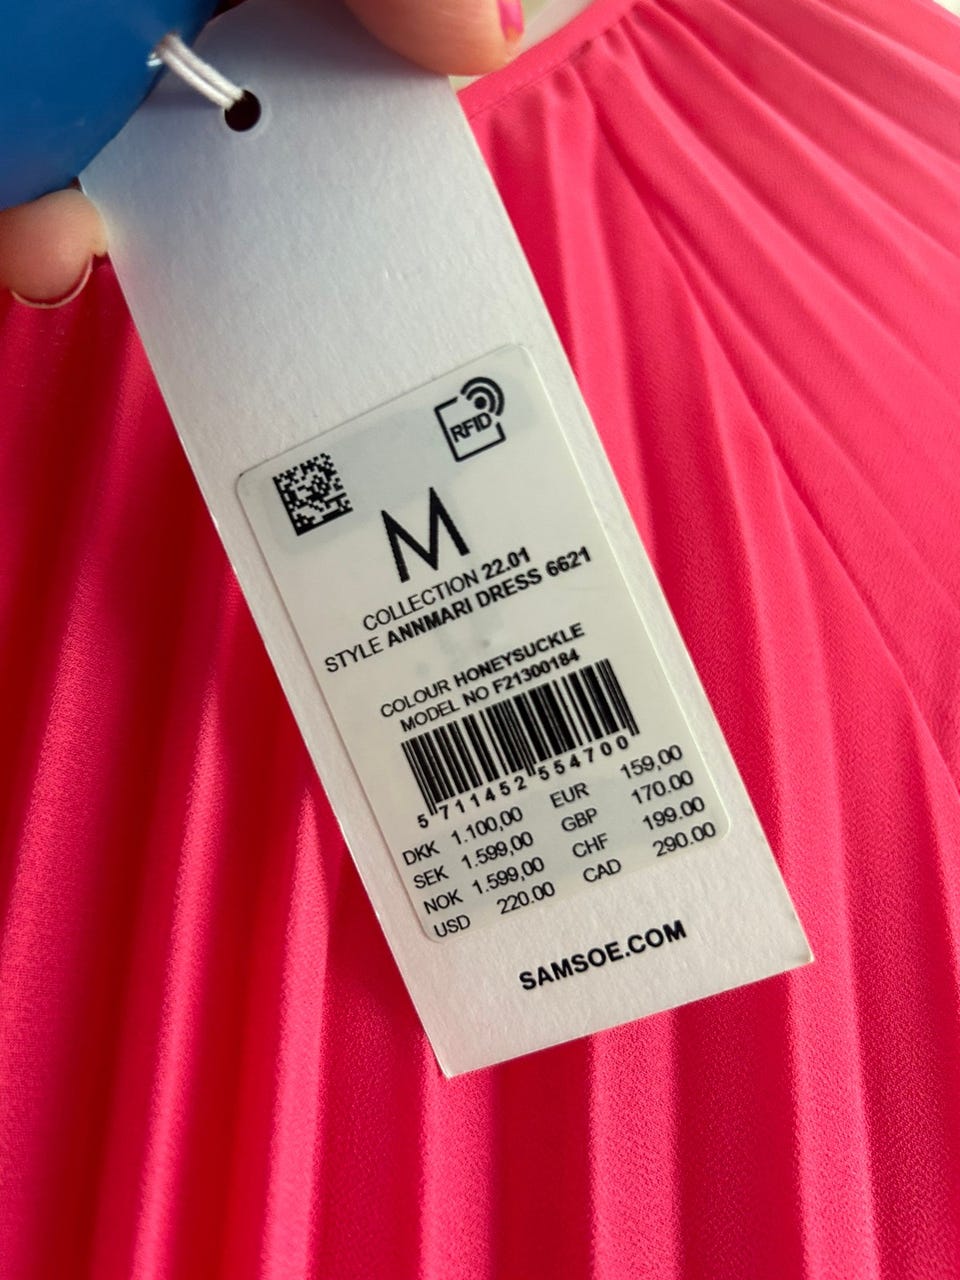 RFID
M
COLLECTION 22.01
STYLE ANNMARI DRESS 6621
COLOUR HONEYSUCKLE
MODEL NO F21300184
5 711452 554700
DKK 1.100,00 EUR 159,00
SEK 1.599,00 GBP 170.00
NOK 1.599,00 CHF 199.00
USD 220.00 CAD 290.00
SAMSOE.COM